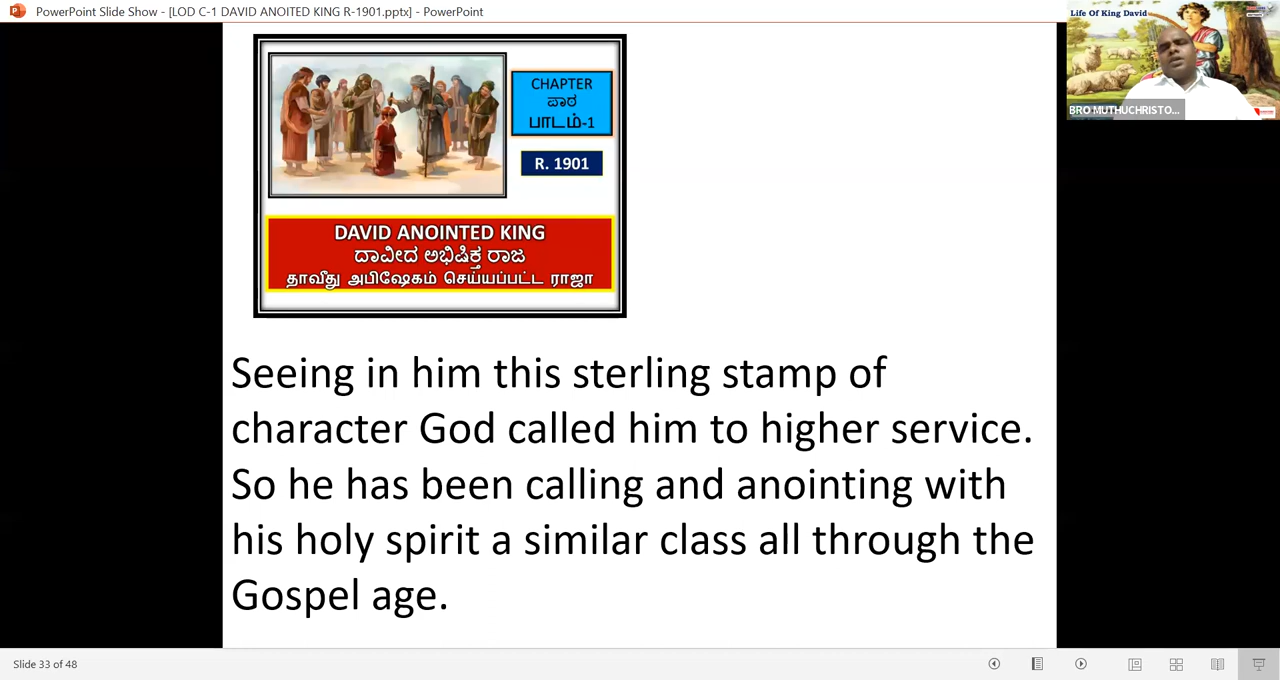 PowerPoint Slide Show - [LOD C-1 DAVID ANOITED KING R-1901.pptx] - PowerPoint
Life Of King David
BRO MUTHUCHRISTO...
CHAPTER
ಪಾಠ
பாடம்-1
R. 1901
DAVID ANOINTED KING
ದಾವೀದ ಅಭಿಷಿಕ್ತ ರಾಜ
தாவீது அபிஷேகம் செய்யப்பட்ட ராஜா
Seeing in him this sterling stamp of
character God called him to higher service.
So he has been calling and anointing with
his holy spirit a similar class all through the
Gospel age.
Slide 33 of 48